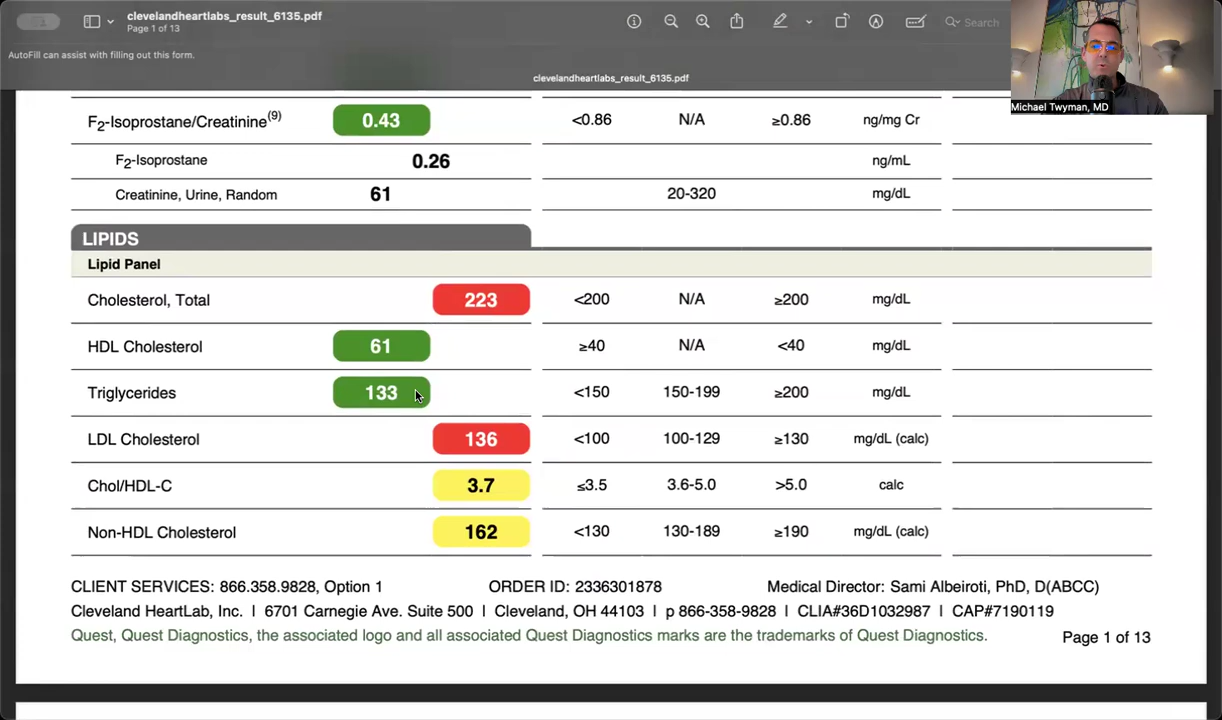 clevelandheartlabs_result_6135.pdf
Page 1 of 13
Search
AutoFill can assist with filling out this form.
clevelandheartlabs_result_6135.pdf
Michael Twyman, MD
F2-Isoprostane/Creatinine(9) 0.43 <0.86 N/A ≥0.86 ng/mg Cr
F2-Isoprostane 0.26 ng/mL
Creatinine, Urine, Random 61 20-320 mg/dL
LIPIDS
Lipid Panel
Cholesterol, Total 223 <200 N/A ≥200 mg/dL
HDL Cholesterol 61 ≥40 N/A <40 mg/dL
Triglycerides 133 <150 150-199 ≥200 mg/dL
LDL Cholesterol 136 <100 100-129 ≥130 mg/dL (calc)
Chol/HDL-C 3.7 ≤3.5 3.6-5.0 >5.0 calc
Non-HDL Cholesterol 162 <130 130-189 ≥190 mg/dL (calc)
CLIENT SERVICES: 866.358.9828, Option 1 ORDER ID: 2336301878 Medical Director: Sami Albeiroti, PhD, D(ABCC)
Cleveland HeartLab, Inc. | 6701 Carnegie Ave. Suite 500 | Cleveland, OH 44103 | p 866-358-9828 | CLIA#36D1032987 | CAP#7190119
Quest, Quest Diagnostics, the associated logo and all associated Quest Diagnostics marks are the trademarks of Quest Diagnostics. Page 1 of 13